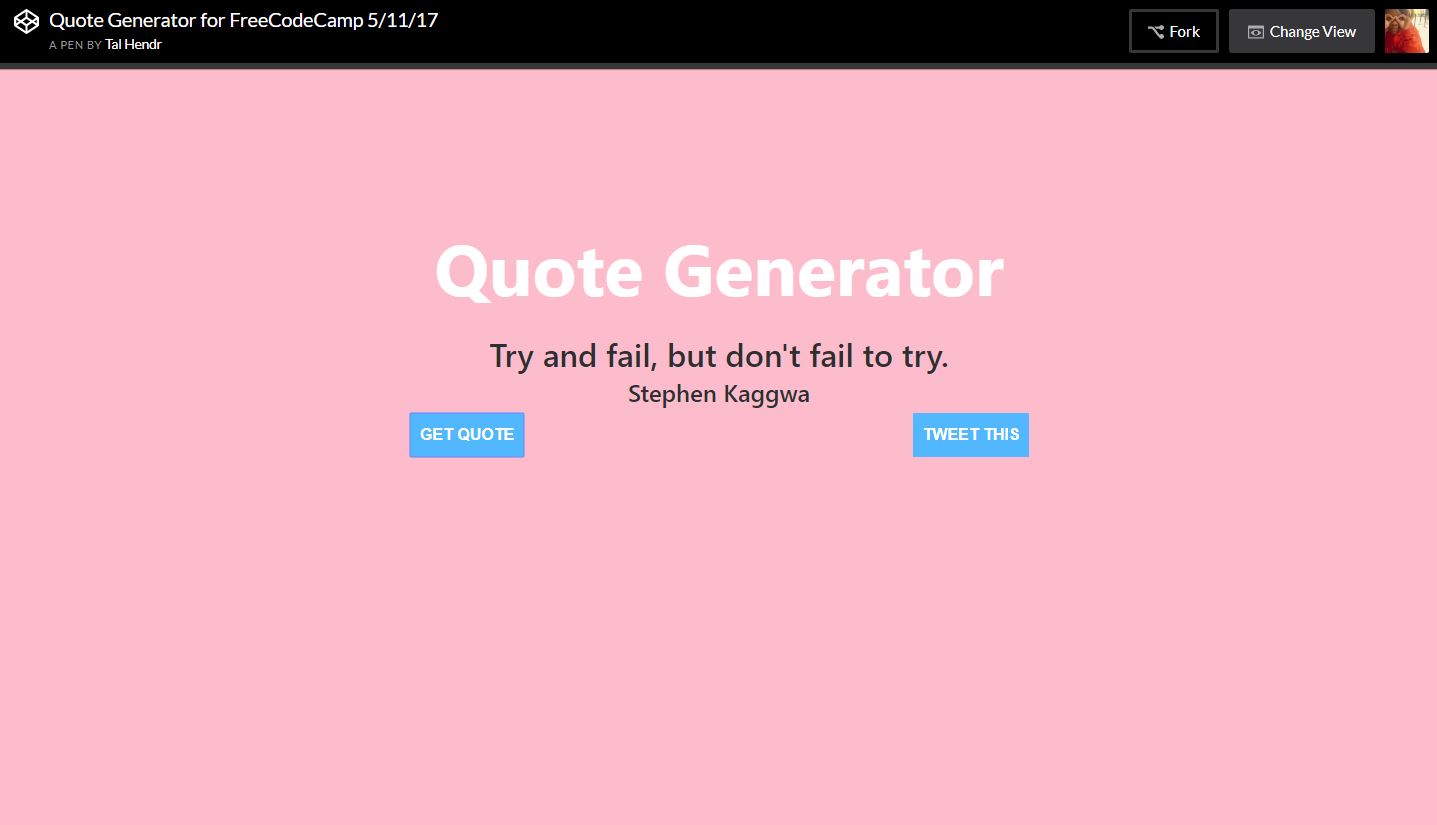 Quote Generator for FreeCodeCamp 5/11/17
A PEN BY Tal Hendr
Fork
Change View
Quote Generator
Try and fail, but don't fail to try.
Stephen Kaggwa
GET QUOTE
TWEET THIS